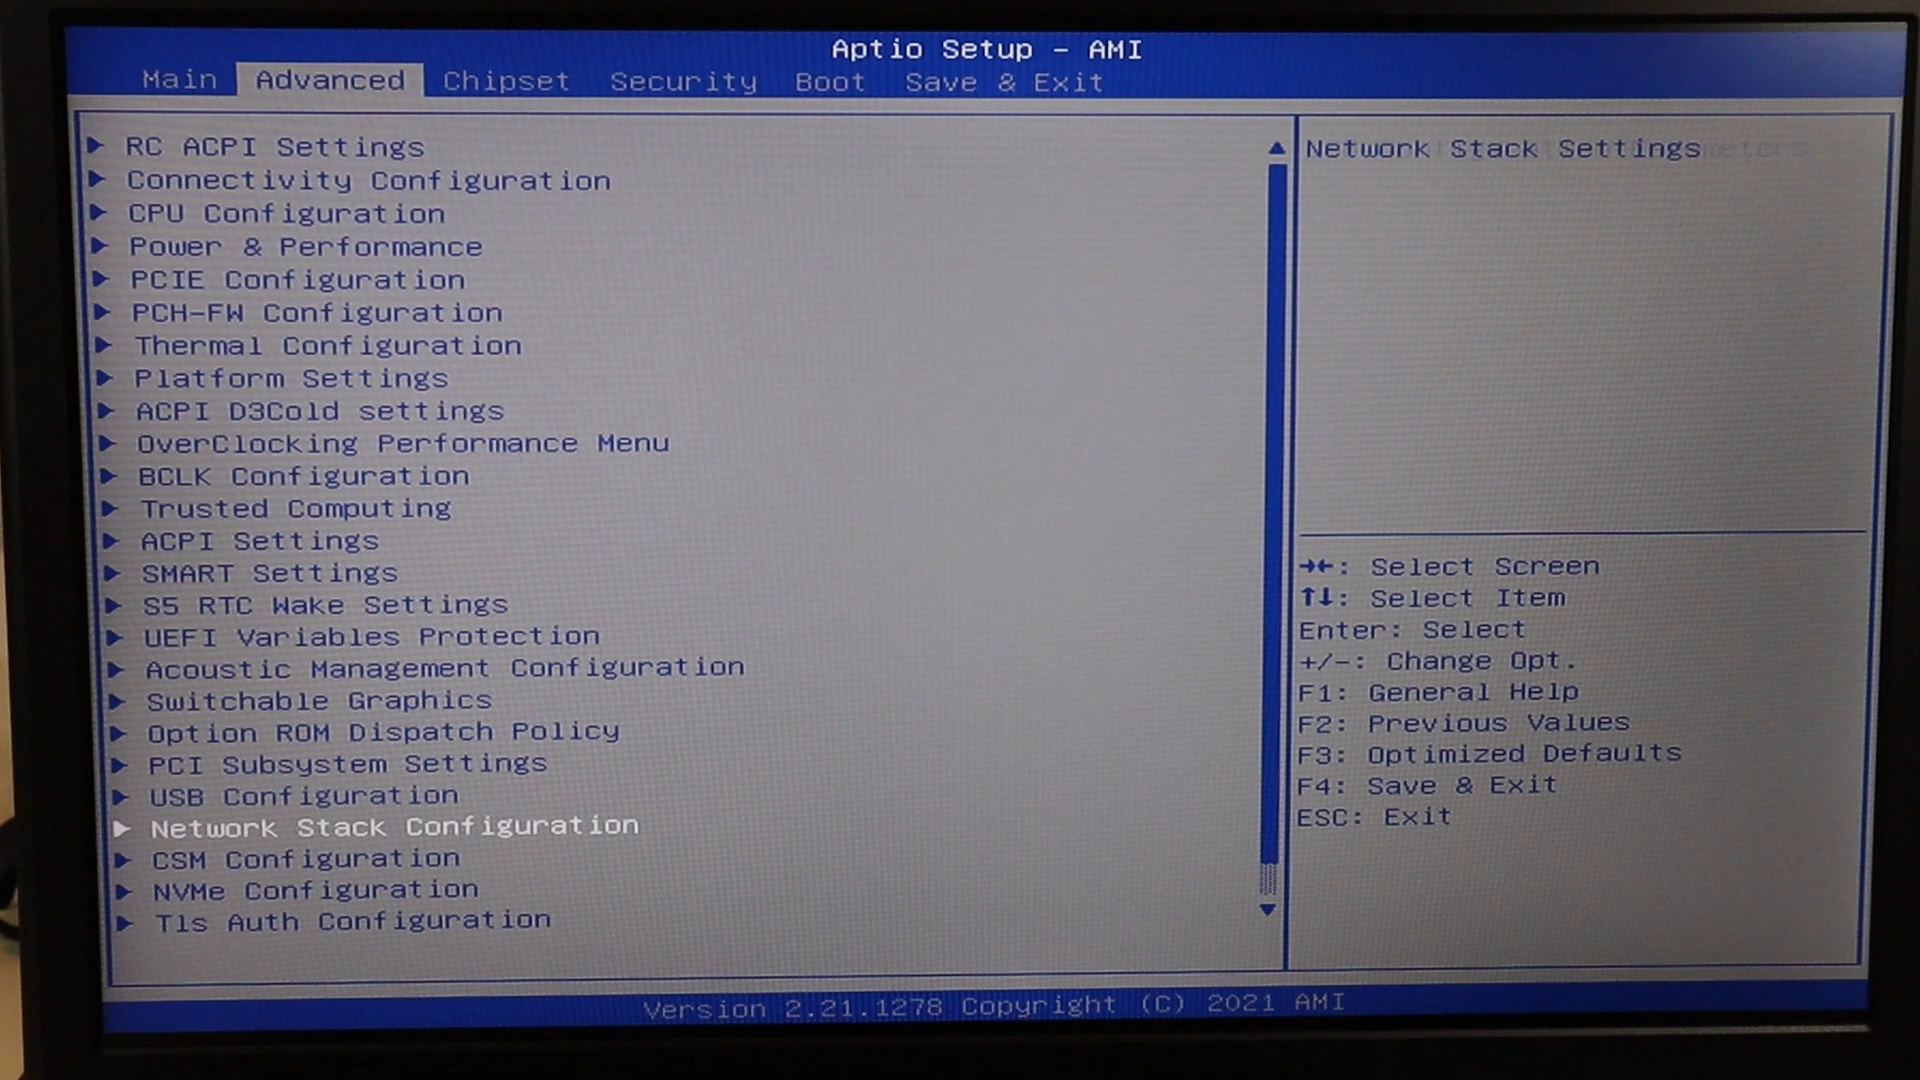 Aptio Setup – AMI
Main Advanced Chipset Security Boot Save & Exit
► RC ACPI Settings
► Connectivity Configuration
► CPU Configuration
► Power & Performance
► PCIE Configuration
► PCH-FW Configuration
► Thermal Configuration
► Platform Settings
► ACPI D3Cold settings
► OverClocking Performance Menu
► BCLK Configuration
► Trusted Computing
► ACPI Settings
► SMART Settings
► S5 RTC Wake Settings
► UEFI Variables Protection
► Acoustic Management Configuration
► Switchable Graphics
► Option ROM Dispatch Policy
► PCI Subsystem Settings
► USB Configuration
► Network Stack Configuration
► CSM Configuration
► NVMe Configuration
► Tls Auth Configuration
Network Stack Settings
→←: Select Screen
↑↓: Select Item
Enter: Select
+/-: Change Opt.
F1: General Help
F2: Previous Values
F3: Optimized Defaults
F4: Save & Exit
ESC: Exit
Version 2.21.1278 Copyright (C) 2021 AMI